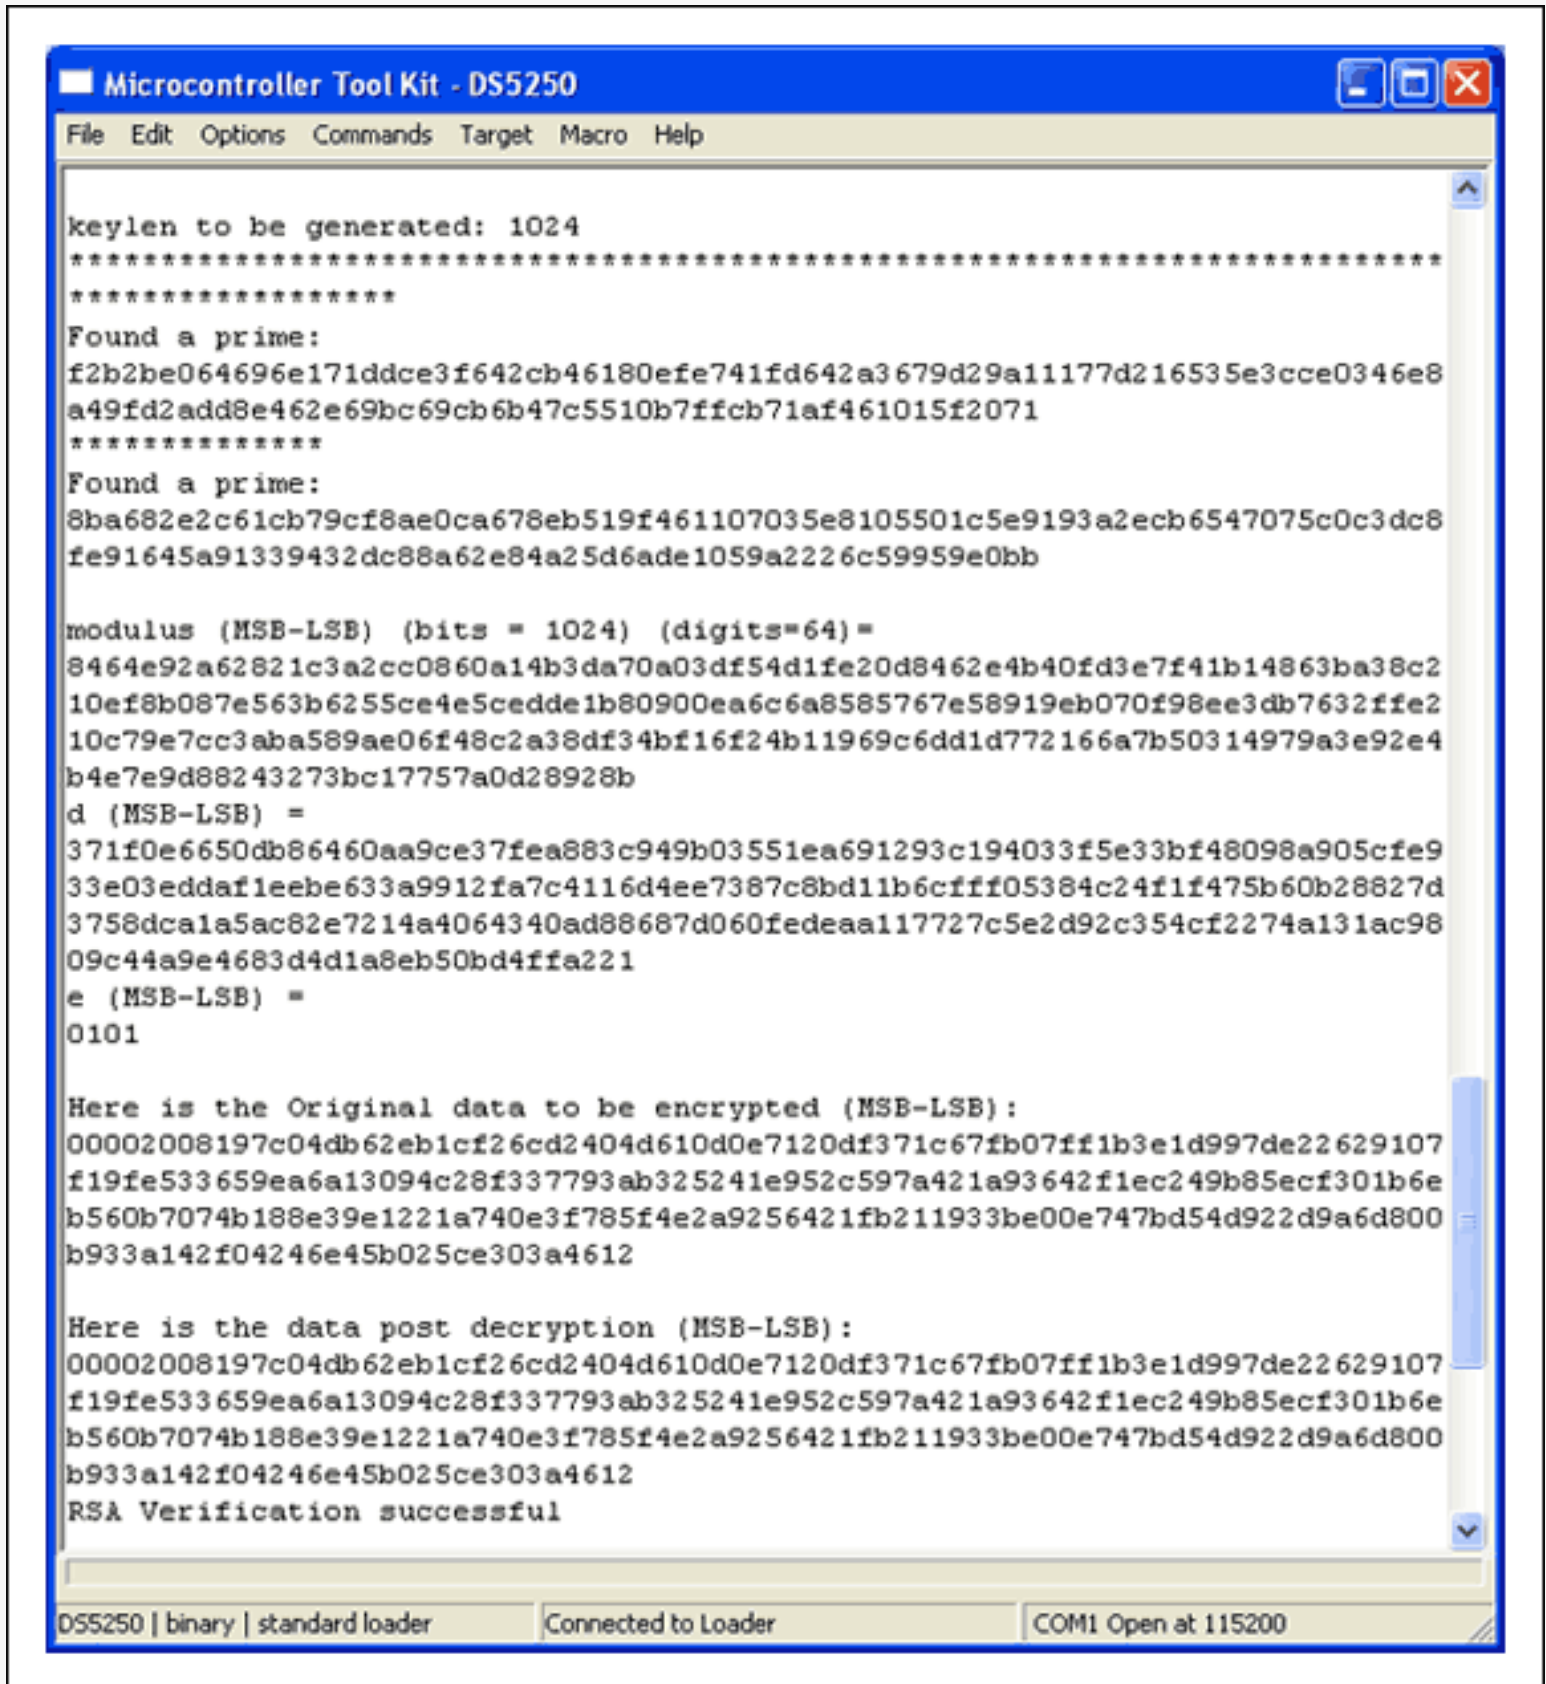 Microcontroller Tool Kit - DS5250
File Edit Options Commands Target Macro Help
keylen to be generated: 1024
***************************************************************************
******************
Found a prime:
f2b2be064696e171ddce3f642cb46180efe741fd642a3679d29a11177d216535e3cce0346e8
a49fd2add8e462e69bc69cb6b47c5510b7ffcb71af461015f2071
**************
Found a prime:
8ba682e2c61cb79cf8ae0ca678eb519f461107035e8105501c5e9193a2ecb6547075c0c3dc8
fe91645a91339432dc88a62e84a25d6ade1059a2226c59959e0bb
modulus (MSB-LSB) (bits = 1024) (digits=64)=
8464e92a62821c3a2cc0860a14b3da70a03df54d1fe20d8462e4b40fd3e7f41b14863ba38c2
10ef8b087e563b6255ce4e5cedde1b80900ea6c6a8585767e58919eb070f98ee3db7632ffe2
10c79e7cc3aba589ae06f48c2a38df34bf16f24b11969c6dd1d772166a7b50314979a3e92e4
b4e7e9d88243273bc17757a0d28928b
d (MSB-LSB) =
371f0e6650db86460aa9ce37fea883c949b03551ea691293c194033f5e33bf48098a905cfe9
33e03eddaf1eebe633a9912fa7c4116d4ee7387c8bd11b6cfff05384c24f1f475b60b28827d
3758dca1a5ac82e7214a4064340ad88687d060fedeaa117727c5e2d92c354cf2274a131ac98
09c44a9e4683d4d1a8eb50bd4ffa221
e (MSB-LSB) =
0101
Here is the Original data to be encrypted (MSB-LSB):
00002008197c04db62eb1cf26cd2404d610d0e7120df371c67fb07ff1b3e1d997de22629107
f19fe533659ea6a13094c28f337793ab325241e952c597a421a93642f1ec249b85ecf301b6e
b560b7074b188e39e1221a740e3f785f4e2a9256421fb211933be00e747bd54d922d9a6d800
b933a142f04246e45b025ce303a4612
Here is the data post decryption (MSB-LSB):
00002008197c04db62eb1cf26cd2404d610d0e7120df371c67fb07ff1b3e1d997de22629107
f19fe533659ea6a13094c28f337793ab325241e952c597a421a93642f1ec249b85ecf301b6e
b560b7074b188e39e1221a740e3f785f4e2a9256421fb211933be00e747bd54d922d9a6d800
b933a142f04246e45b025ce303a4612
RSA Verification successful
DS5250 | binary | standard loader Connected to Loader COM1 Open at 115200